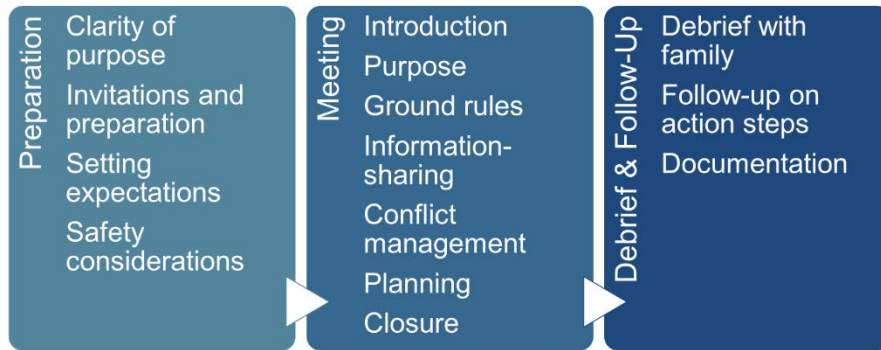 Preparation
Clarity of
purpose
Invitations and
preparation
Setting
expectations
Safety
considerations
Meeting
Introduction
Purpose
Ground rules
Information-
sharing
Conflict
management
Planning
Closure
Debrief & Follow-Up
Debrief with
family
Follow-up on
action steps
Documentation